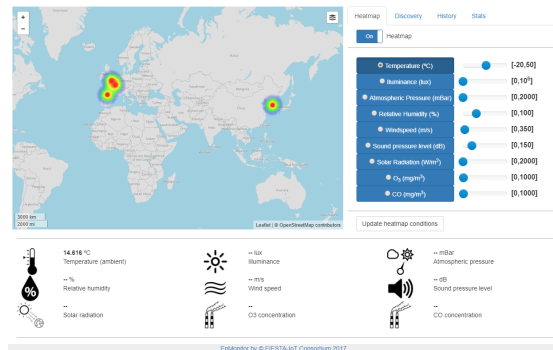 Heatmap Discovery History Stats
On Heatmap
Temperature (ºC) [-20,50]
Illuminance (lux) [0,10⁵]
Atmospheric Pressure (mBar) [0,2000]
Relative Humidity (%) [0,100]
Windspeed (m/s) [0,350]
Sound pressure level (dB) [0,150]
Solar Radiation (W/m²) [0,2000]
O₃ (mg/m³) [0,1000]
CO (mg/m³) [0,1000]
Update heatmap conditions
+
−
3000 km
2000 mi
Leaflet | © OpenStreetMap contributors
14.616 ºC
Temperature (ambient)
-- lux
Illuminance
-- mBar
Atmospheric pressure
%
-- %
Relative humidity
-- m/s
Wind speed
-- dB
Sound pressure level
--
Solar radiation
--
O3 concentration
--
CO concentration
EnMonitor by © FIESTA-IoT Consortium 2017